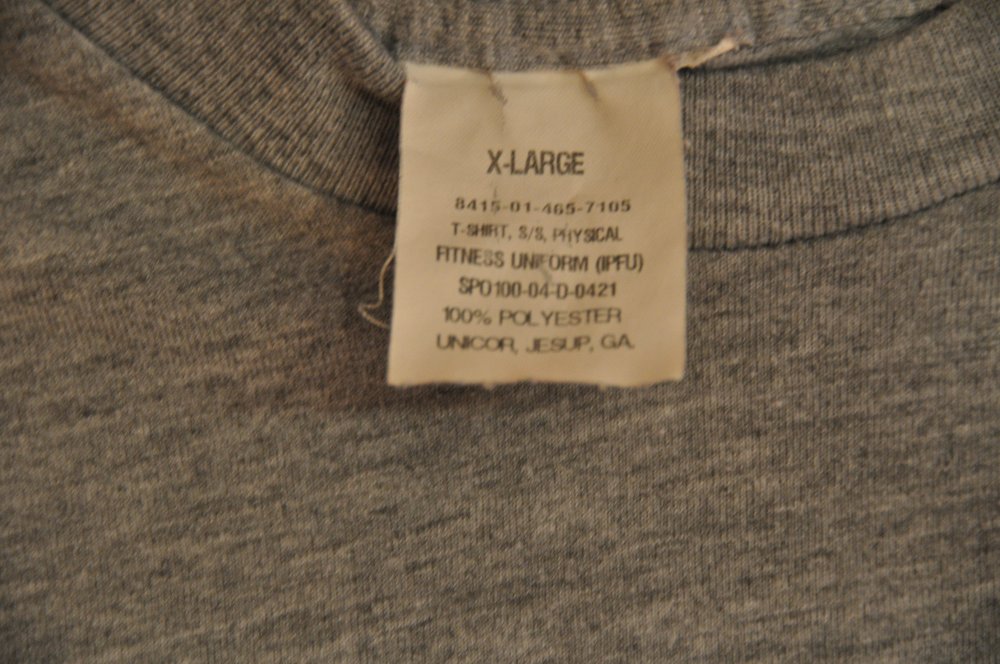 X-LARGE
8415-01-465-7105
T-SHIRT, S/S, PHYSICAL
FITNESS UNIFORM (IPFU)
SPO100-04-D-0421
100% POLYESTER
UNICOR, JESUP, GA.